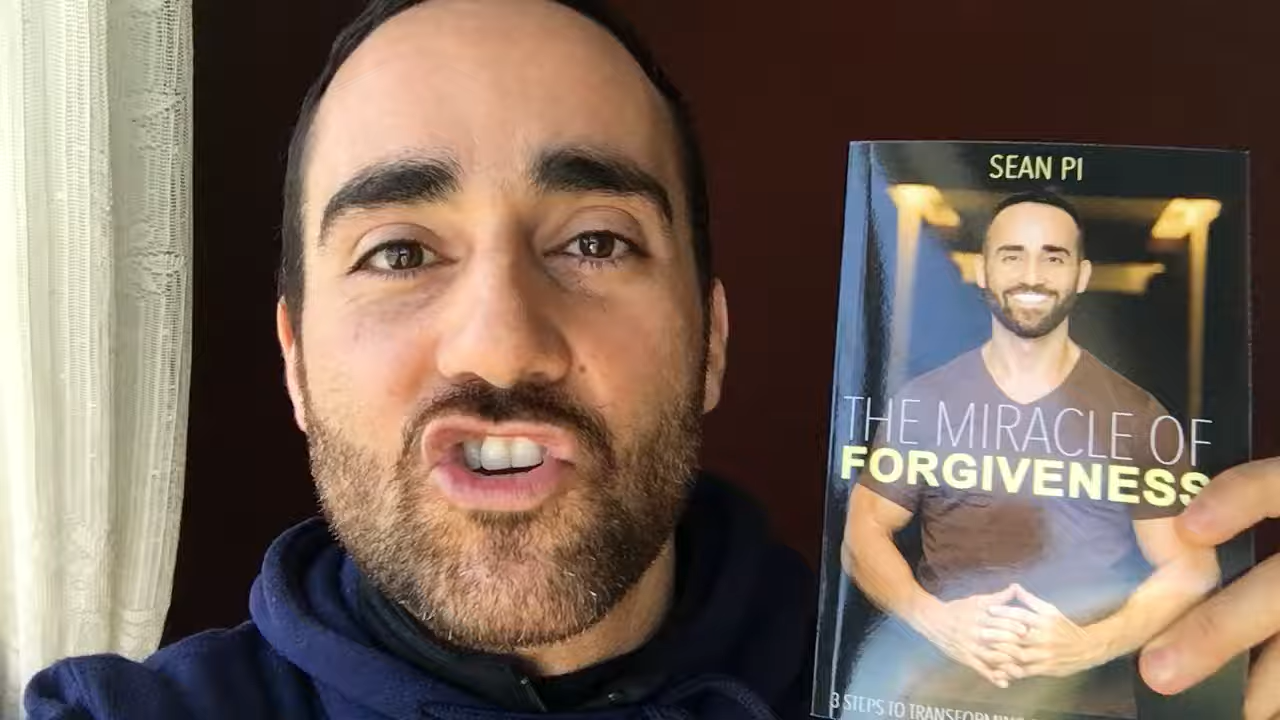 SEAN PI
THE MIRACLE OF
FORGIVENESS
3 STEPS TO TRANSFORMING